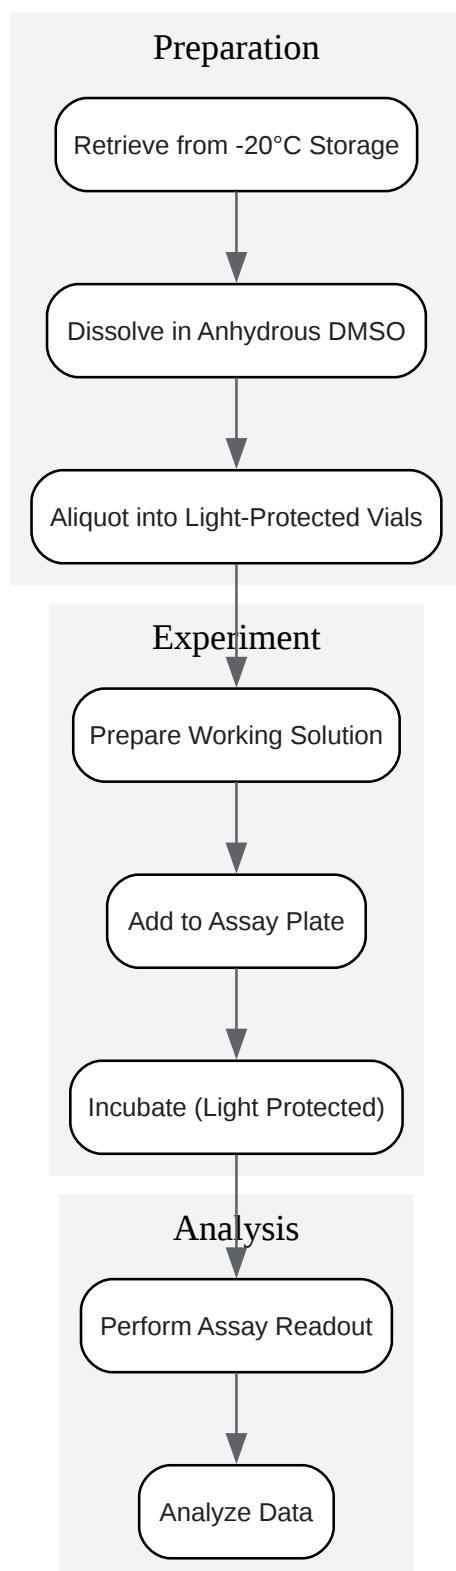 Preparation
Retrieve from -20°C Storage
Dissolve in Anhydrous DMSO
Aliquot into Light-Protected Vials
Experiment
Prepare Working Solution
Add to Assay Plate
Incubate (Light Protected)
Analysis
Perform Assay Readout
Analyze Data